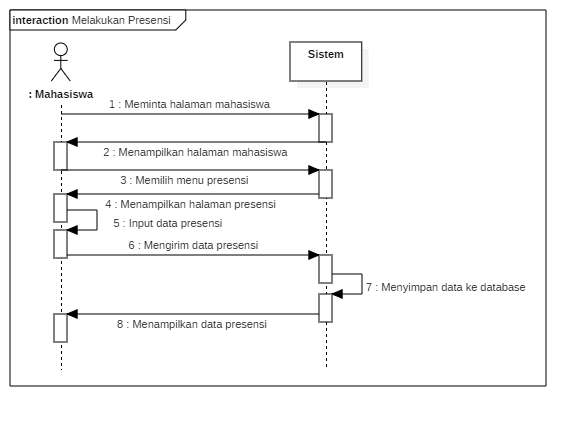 interaction Melakukan Presensi
Sistem
: Mahasiswa
1 : Meminta halaman mahasiswa
2 : Menampilkan halaman mahasiswa
3 : Memilih menu presensi
4 : Menampilkan halaman presensi
5 : Input data presensi
6 : Mengirim data presensi
7 : Menyimpan data ke database
8 : Menampilkan data presensi